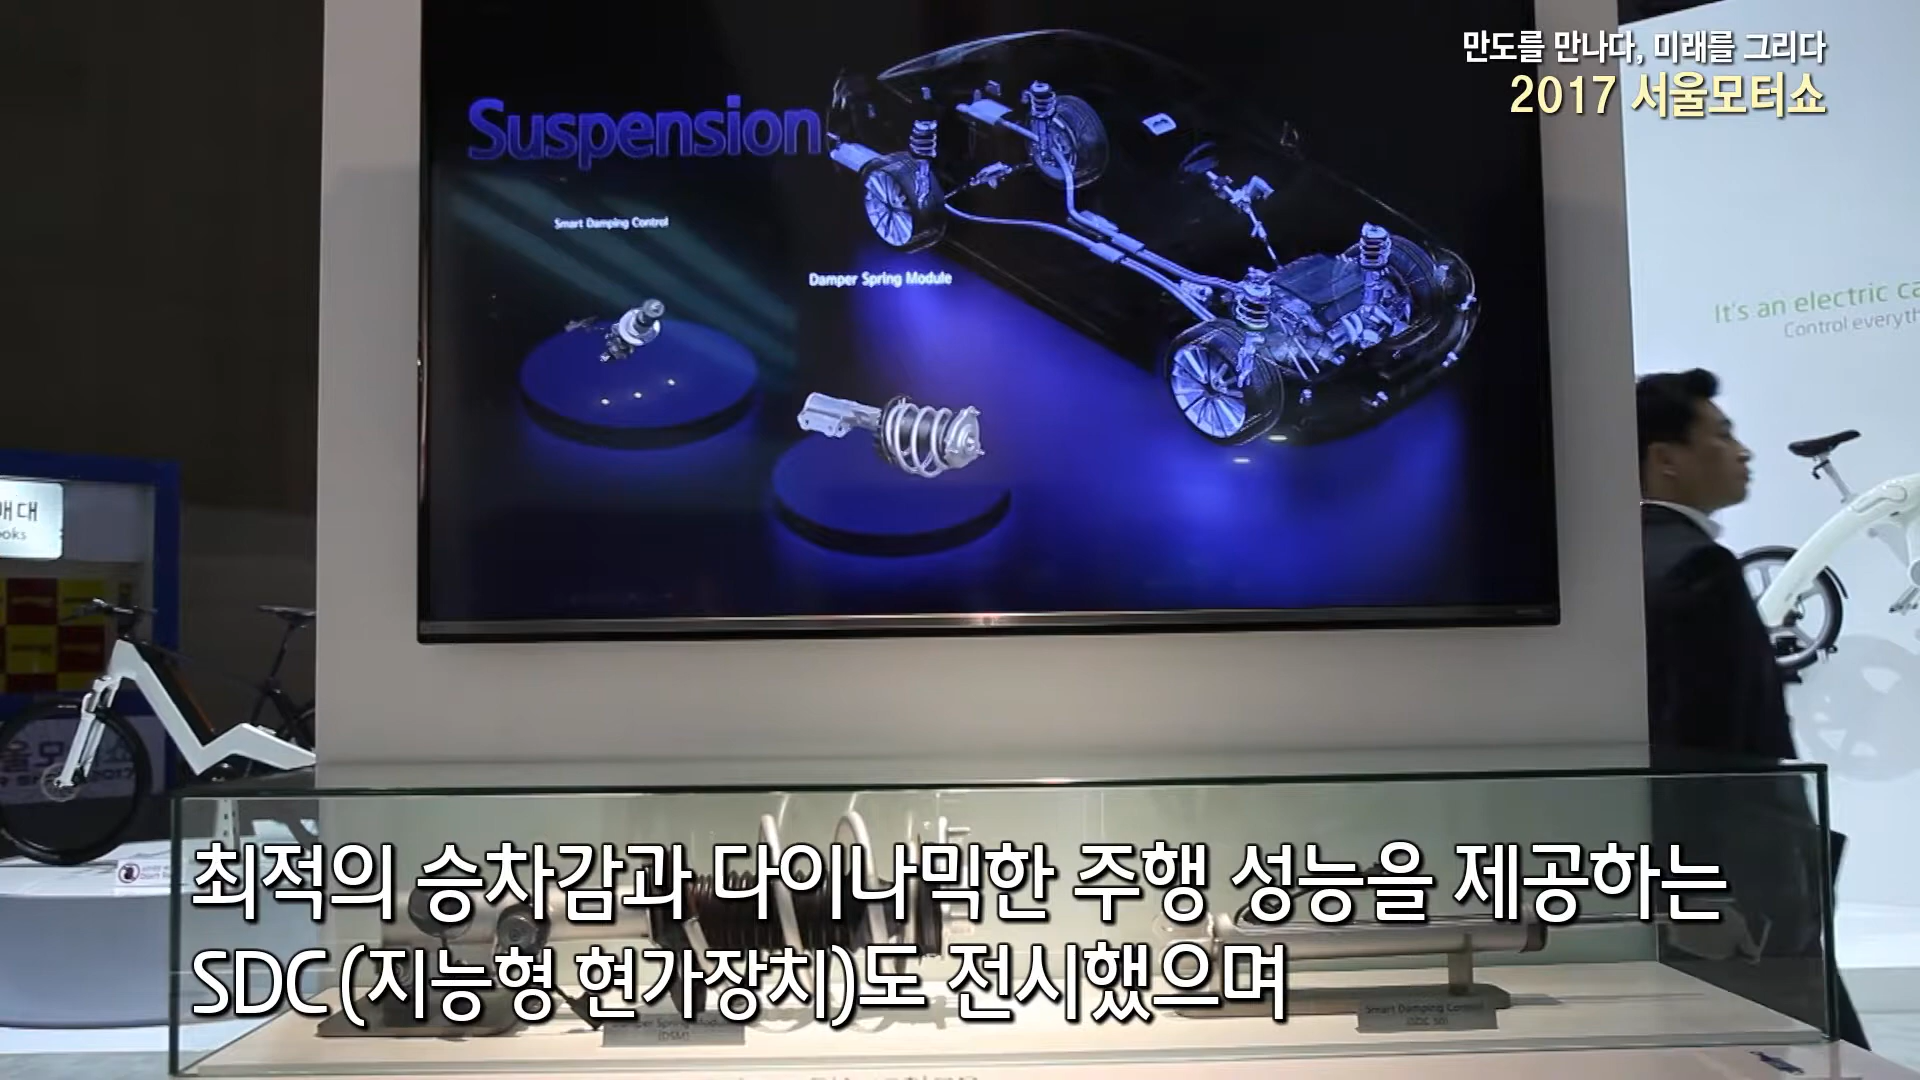 만도를 만나다, 미래를 그리다
2017 서울모터쇼
Suspension
Smart Damping Control
Damper Spring Module
It's an electric
Control
매대
최적의 승차감과 다이나믹한 주행 성능을 제공하는
SDC (지능형 현가장치)도 전시했으며
Smart Damping Control
(DSM)